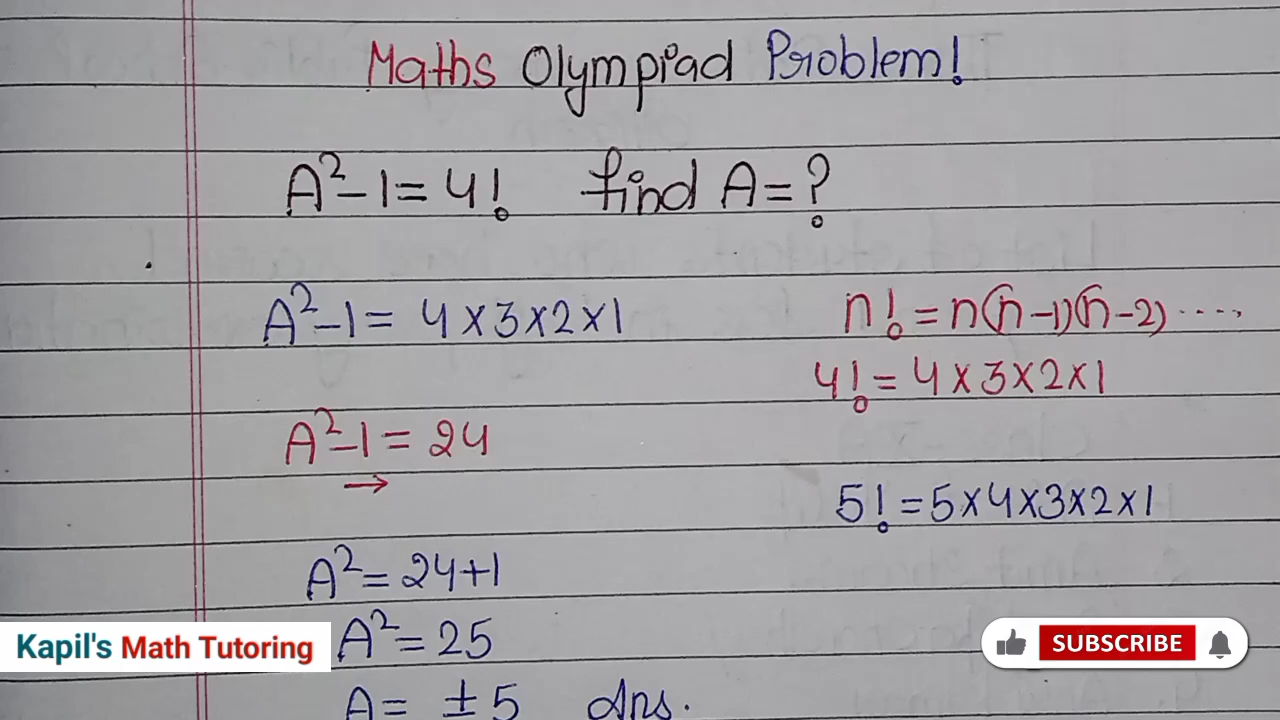 Maths Olympiad Problem!
A²-1=4! find A=?
A²-1= 4×3×2×1
n! = n(n-1)(n-2).....
4! = 4×3×2×1
A²-1 = 24
→
5! = 5×4×3×2×1
A² = 24+1
A² = 25
A= ±5 Ans.
Kapil's Math Tutoring
SUBSCRIBE